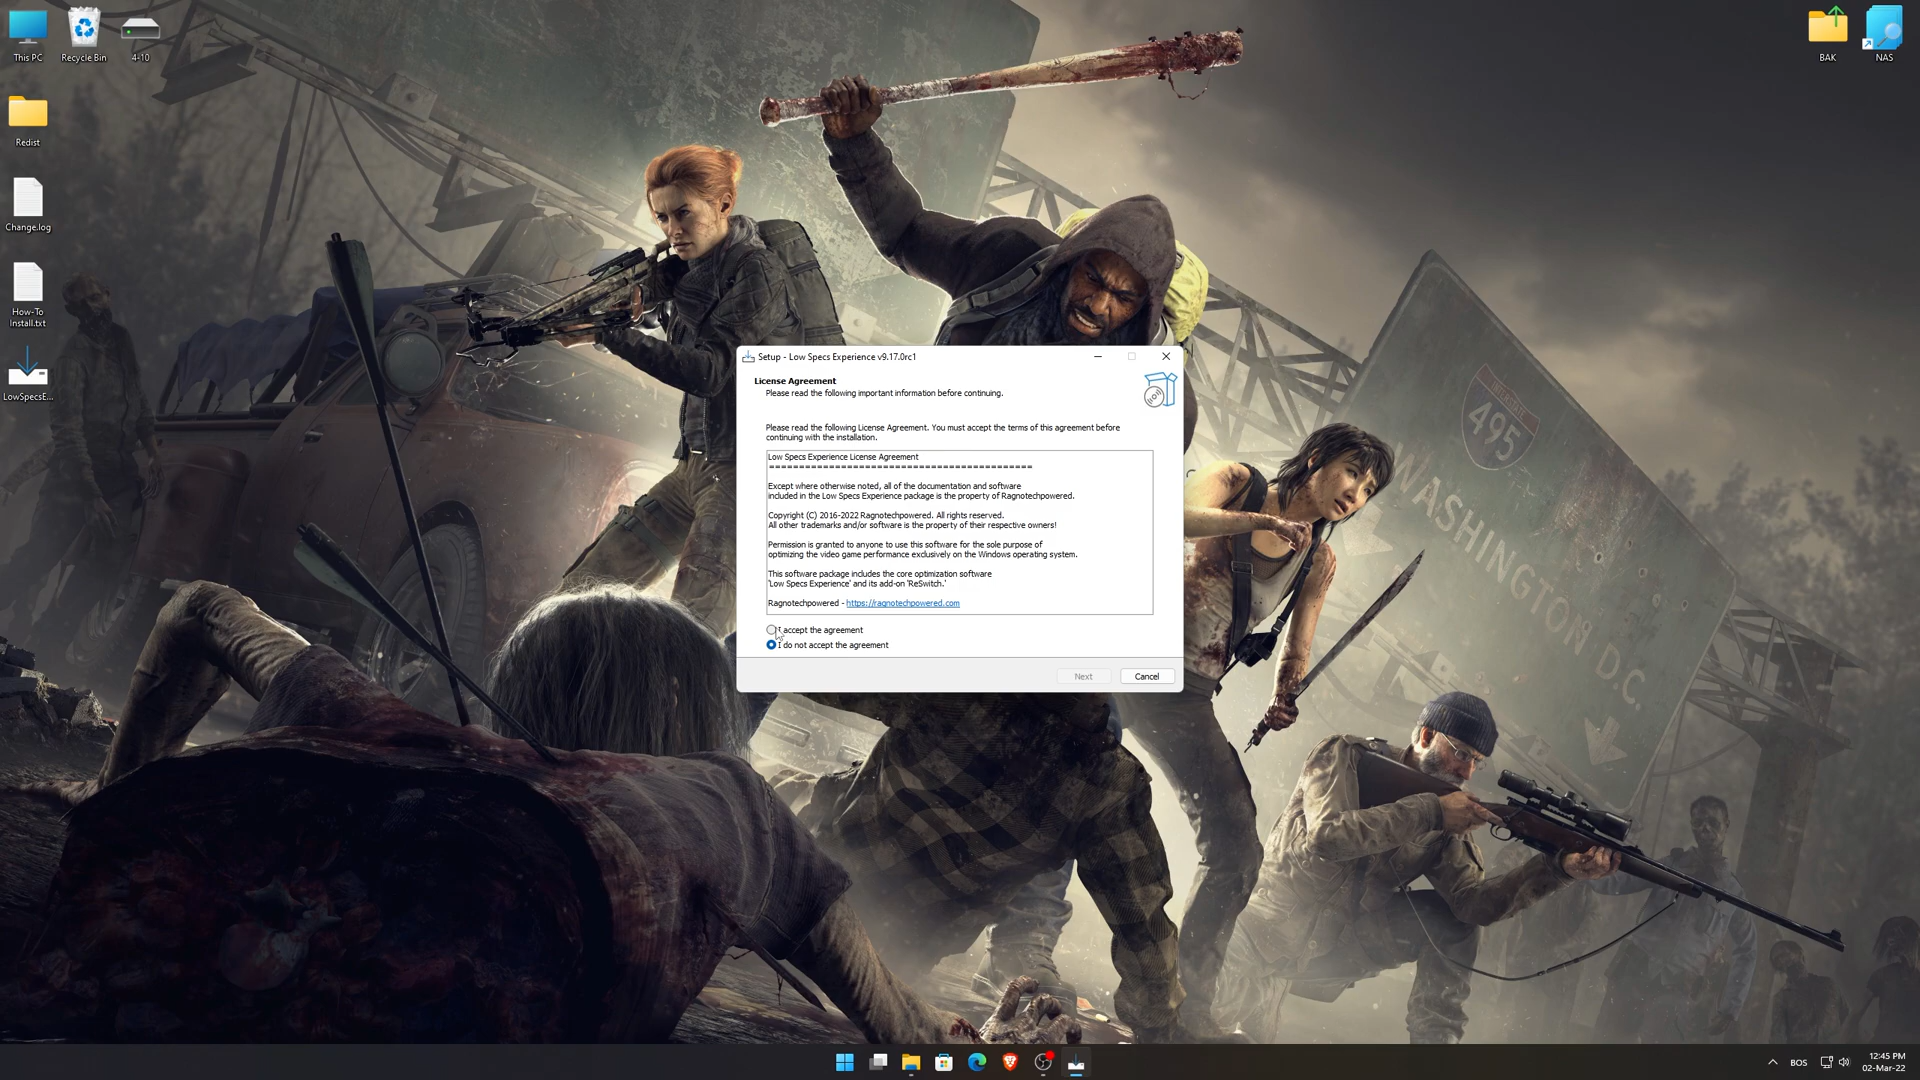 This PC
Recycle Bin
4-10
BAK
NAS
Redist
Change.log
How-To
Install.txt
LowSpecsE...
INTERSTATE
495
WASHINGTON D.C.
Setup - Low Specs Experience v9.17.0rc1
License Agreement
Please read the following important information before continuing.
Please read the following License Agreement. You must accept the terms of this agreement before
continuing with the installation.
Low Specs Experience License Agreement
============================================
Except where otherwise noted, all of the documentation and software
included in the Low Specs Experience package is the property of Ragnotechpowered.
Copyright (C) 2016-2022 Ragnotechpowered. All rights reserved.
All other trademarks and/or software is the property of their respective owners!
Permission is granted to anyone to use this software for the sole purpose of
optimizing the video game performance exclusively on the Windows operating system.
This software package includes the core optimization software
'Low Specs Experience' and its add-on 'ReSwitch.'
Ragnotechpowered - https://ragnotechpowered.com
I accept the agreement
I do not accept the agreement
Next
Cancel
BOS
12:45 PM
02-Mar-22